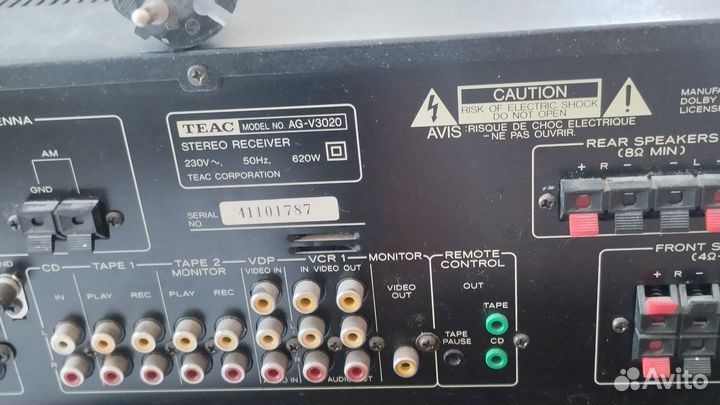 TEAC MODEL NO. AG-V3020
STEREO RECEIVER
230V~, 50Hz, 620W
TEAC CORPORATION
SERIAL NO. 41101787
CAUTION
RISK OF ELECTRIC SHOCK
DO NOT OPEN
AVIS :RISQUE DE CHOC ELECTRIQUE
-NE PAS OUVRIR.
DOLBY
REAR SPEAKERS
(8Ω MIN)
+ R - - L
FRONT
(4Ω
+ R -
AM
GND
CD
TAPE 1
TAPE 2
MONITOR
VDP
VIDEO IN
VCR 1
IN VIDEO OUT
MONITOR
VIDEO
OUT
REMOTE
CONTROL
OUT
IN
PLAY
REC
PLAY
REC
L
R
TAPE
TAPE
PAUSE
CD
Avito